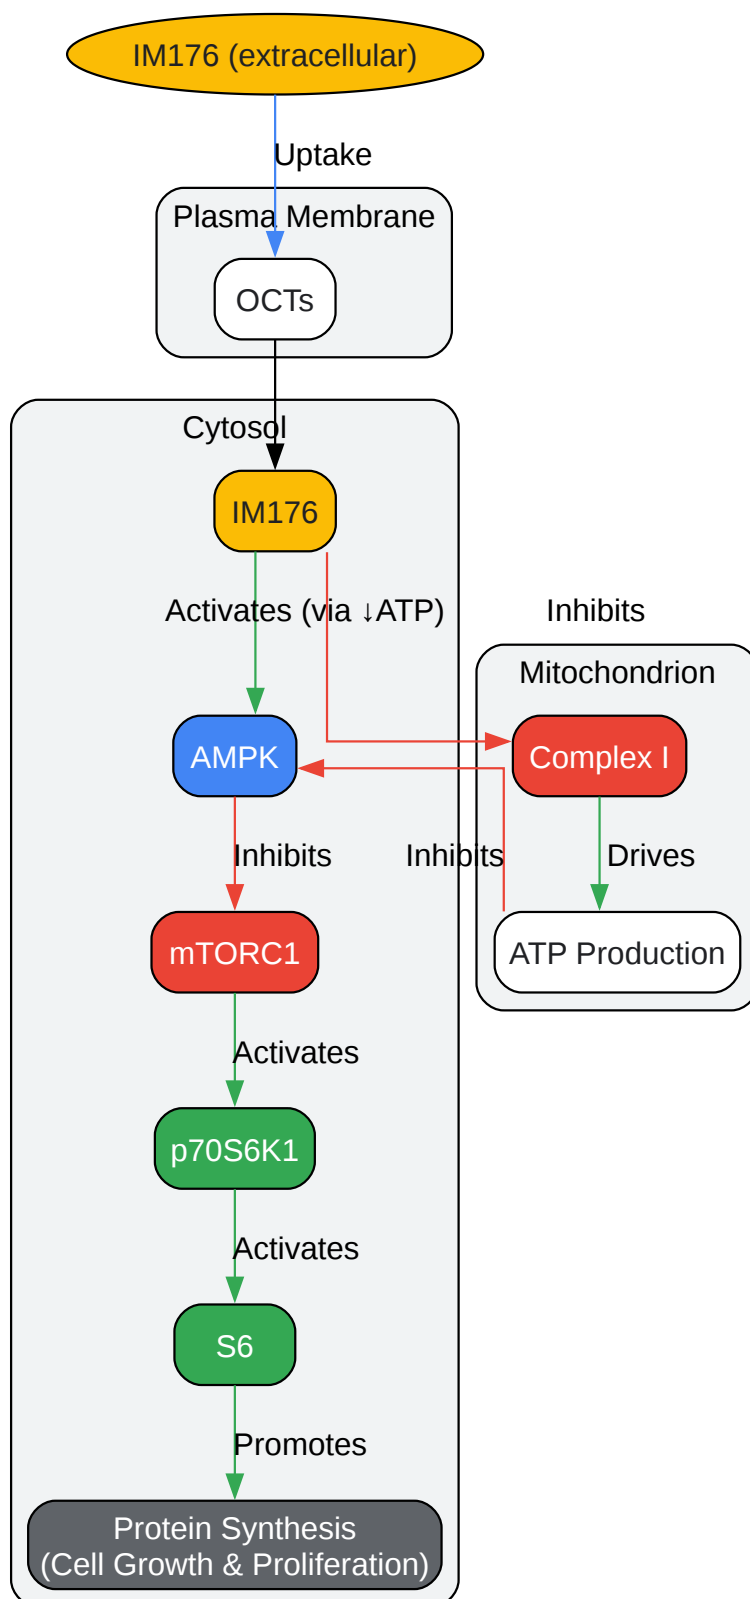 IM176 (extracellular)
Uptake
Plasma Membrane
OCTs
Cytosol
IM176
Activates (via ↓ATP)
Inhibits
Mitochondrion
AMPK
Complex I
Inhibits
Inhibits
Drives
mTORC1
ATP Production
Activates
p70S6K1
Activates
S6
Promotes
Protein Synthesis
(Cell Growth & Proliferation)